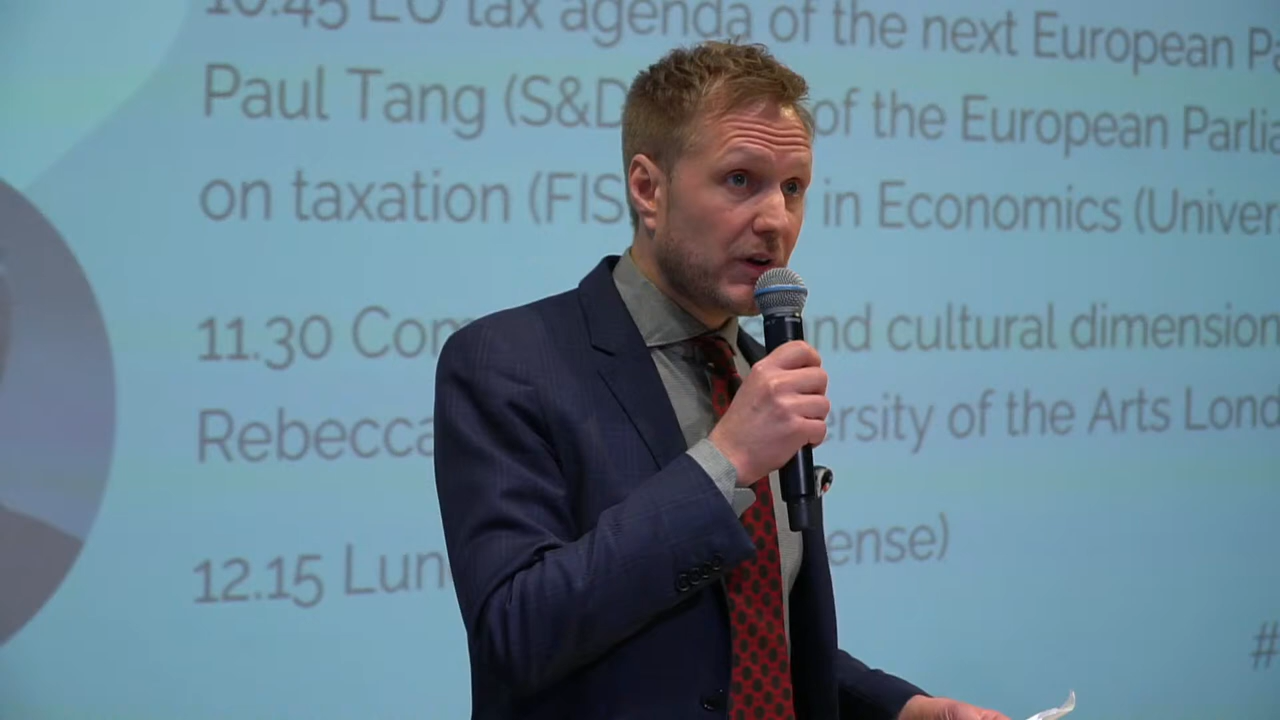 10.45 EU tax agenda of the next European Pa
Paul Tang (S&D of the European Parlia
on taxation (FIS in Economics (Univer
11.30 Com nd cultural dimension
Rebecca ersity of the Arts Lond
12.15 Lun ense)
#